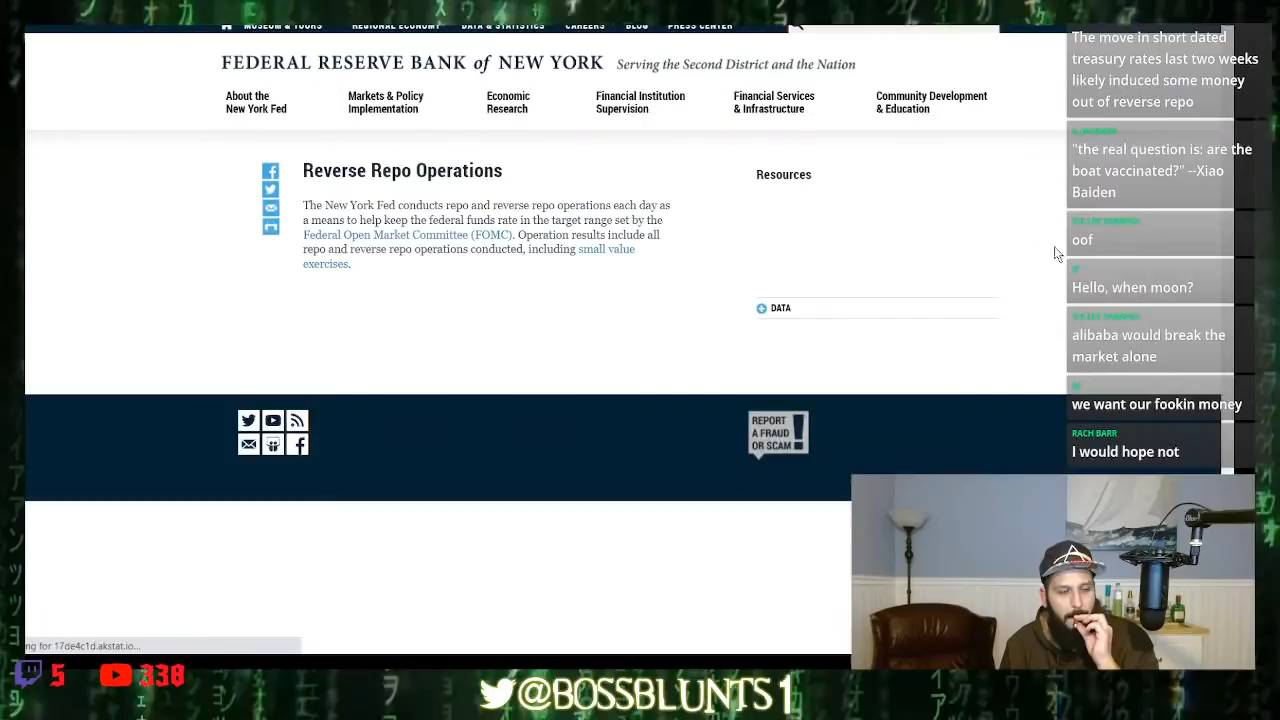 MUSEUM & TOURS REGIONAL ECONOMY DATA & STATISTICS CAREERS BLOG PRESS CENTER
FEDERAL RESERVE BANK of NEW YORK Serving the Second District and the Nation
About the
New York Fed
Markets & Policy
Implementation
Economic
Research
Financial Institution
Supervision
Financial Services
& Infrastructure
Community Development
& Education
Reverse Repo Operations
The New York Fed conducts repo and reverse repo operations each day as
a means to help keep the federal funds rate in the target range set by the
Federal Open Market Committee (FOMC). Operation results include all
repo and reverse repo operations conducted, including small value
exercises.
Resources
DATA
REPORT
A FRAUD
OR SCAM
!
ng for 17de4c1d.akstat.io...
The move in short dated
treasury rates last two weeks
likely induced some money
out of reverse repo
"the real question is: are the
boat vaccinated?" --Xiao
Baiden
oof
Hello, when moon?
alibaba would break the
market alone
we want our fookin money
RACH BARR
I would hope not
5
338
@BOSSBLUNTS1